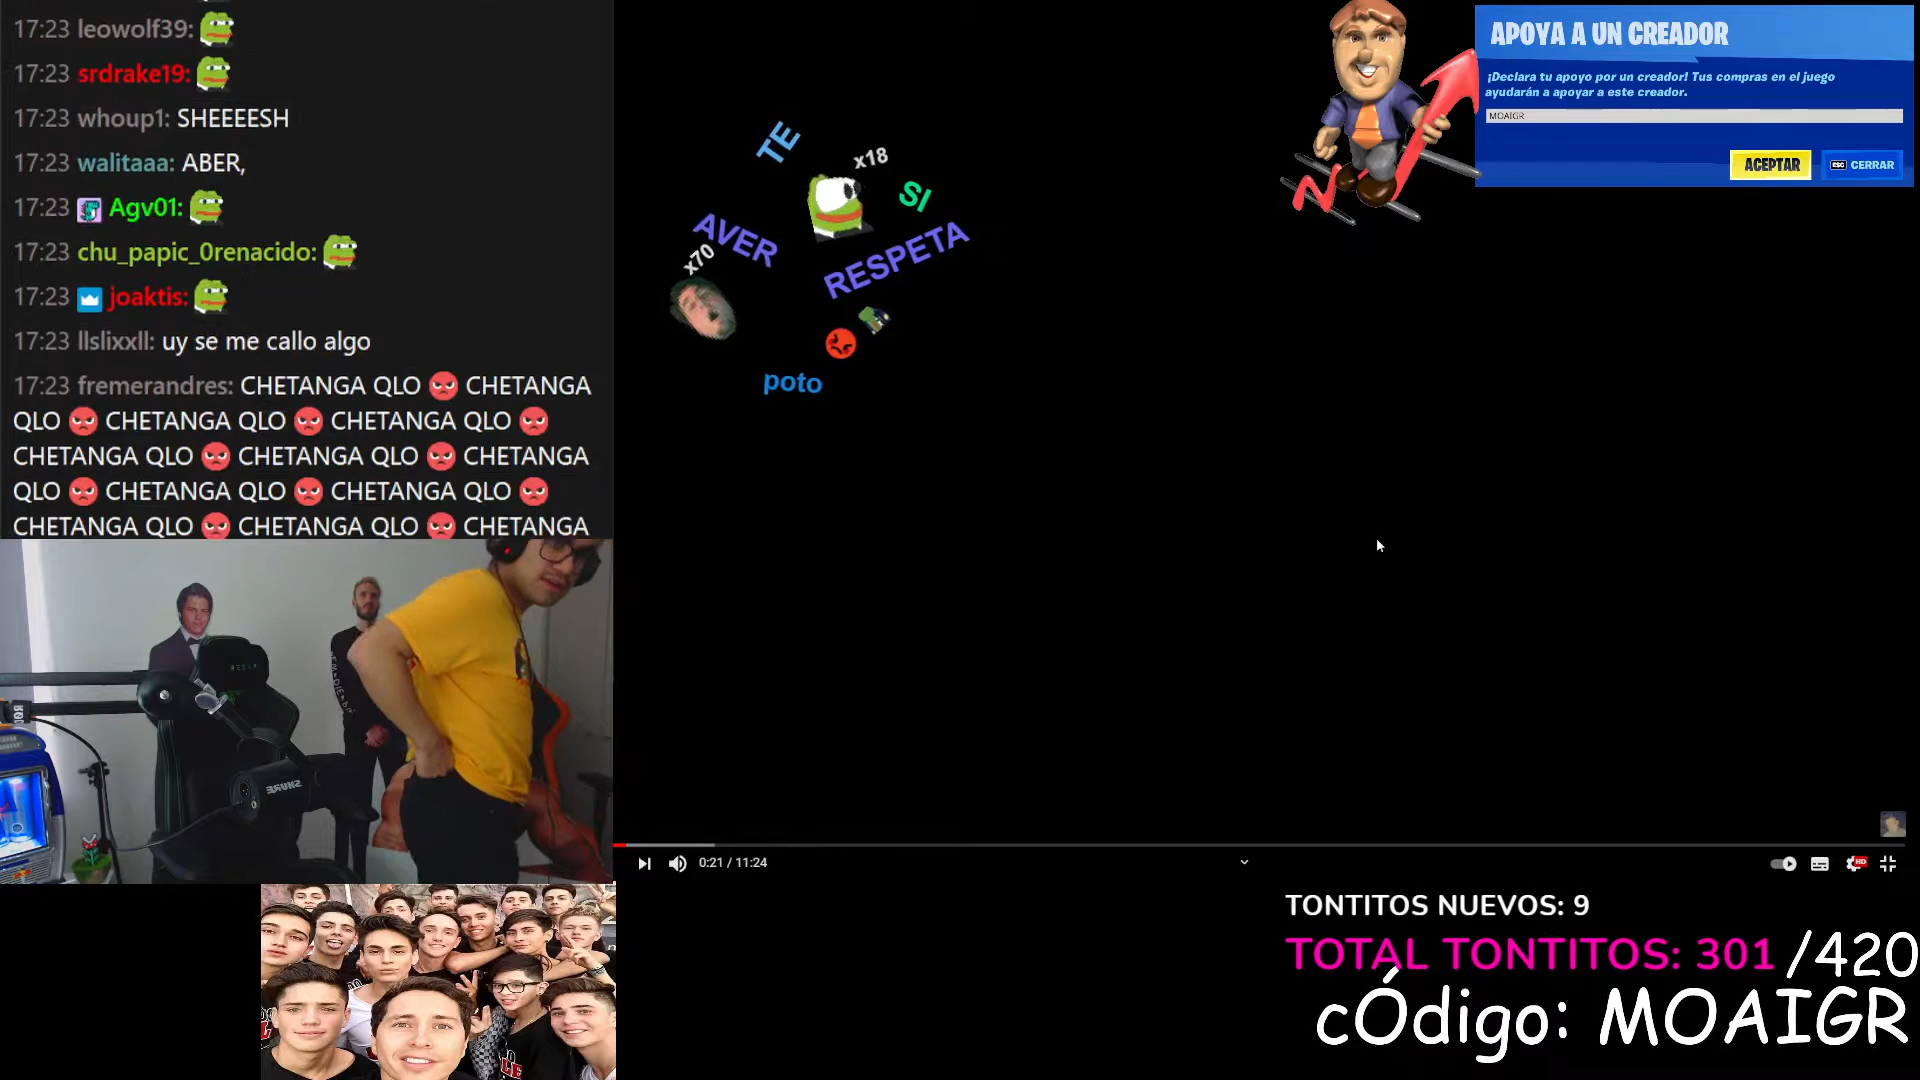 17:23 leowolf39:
17:23 srdrake19:
17:23 whoup1: SHEEEESH
17:23 walitaaa: ABER,
17:23 Agv01:
17:23 chu_papic_0renacido:
17:23 joaktis:
17:23 llslixxll: uy se me callo algo
17:23 fremerandres: CHETANGA QLO 😡 CHETANGA
QLO 😡 CHETANGA QLO 😡 CHETANGA QLO 😡
CHETANGA QLO 😡 CHETANGA QLO 😡 CHETANGA
QLO 😡 CHETANGA QLO 😡 CHETANGA QLO 😡
CHETANGA QLO 😡 CHETANGA QLO 😡 CHETANGA
TE
x18
SI
AVER
x70
RESPETA
poto
APOYA A UN CREADOR
¡Declara tu apoyo por un creador! Tus compras en el juego
ayudarán a apoyar a este creador.
MOAIGR
ACEPTAR
ESC CERRAR
SHURE
0:21 / 11:24
HD
TONTITOS NUEVOS: 9
TOTAL TONTITOS: 301 /420
cÓdigo: MOAIGR